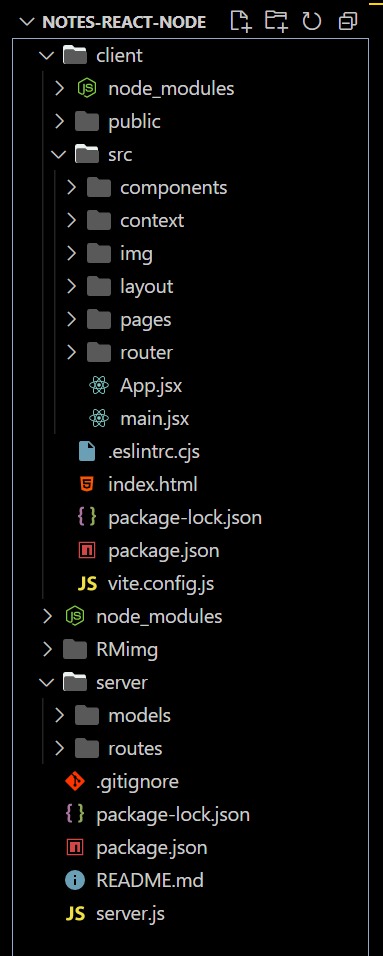 NOTES-REACT-NODE
client
node_modules
public
src
components
context
img
layout
pages
router
App.jsx
main.jsx
.eslintrc.cjs
index.html
{ } package-lock.json
package.json
JS vite.config.js
node_modules
RMimg
server
models
routes
.gitignore
{ } package-lock.json
package.json
README.md
JS server.js